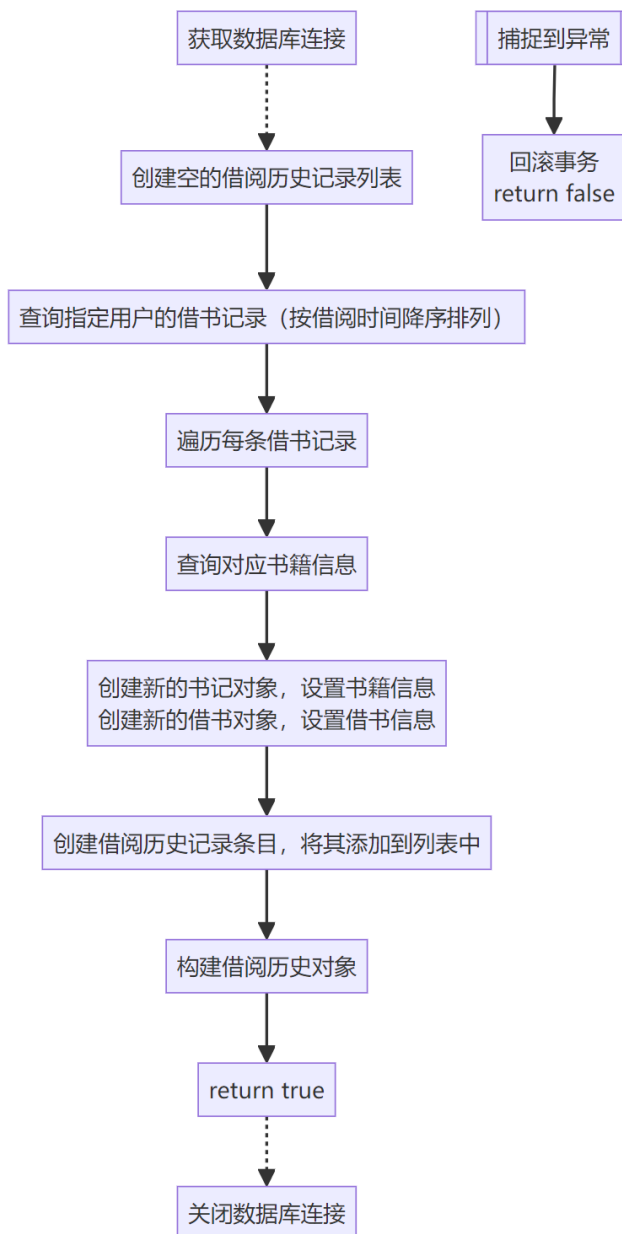 获取数据库连接
捕捉到异常
创建空的借阅历史记录列表
回滚事务
return false
查询指定用户的借书记录（按借阅时间降序排列）
遍历每条借书记录
查询对应书籍信息
创建新的书记对象，设置书籍信息
创建新的借书对象，设置借书信息
创建借阅历史记录条目，将其添加到列表中
构建借阅历史对象
return true
关闭数据库连接